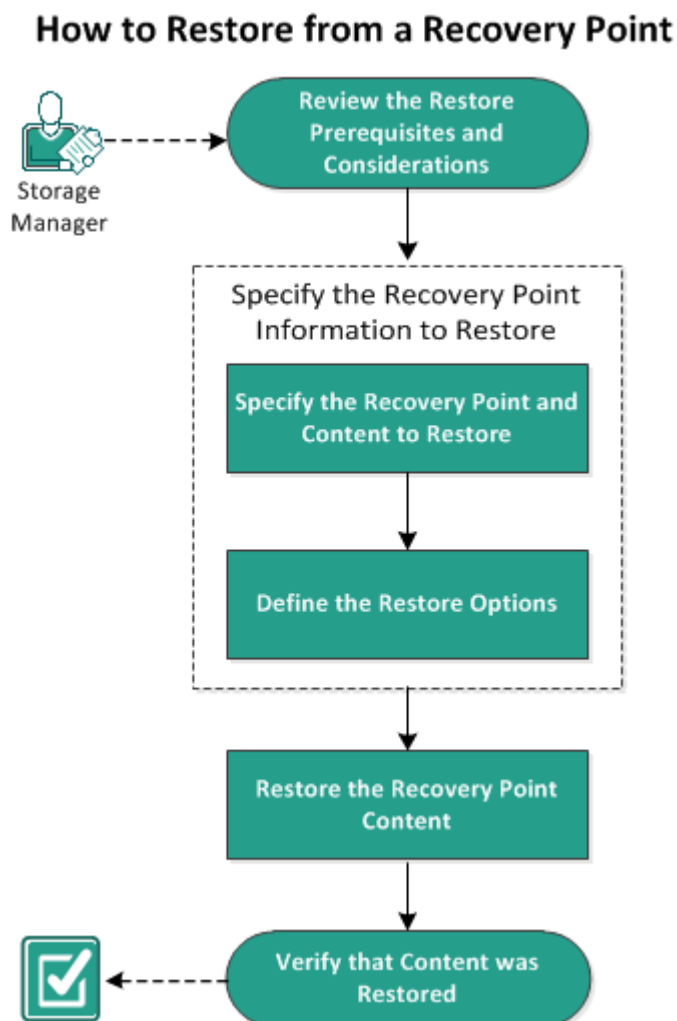 How to Restore from a Recovery Point
Review the Restore
Prerequisites and
Considerations
Storage
Manager
Specify the Recovery Point
Information to Restore
Specify the Recovery Point and
Content to Restore
Define the Restore Options
Restore the Recovery Point
Content
Verify that Content was
Restored